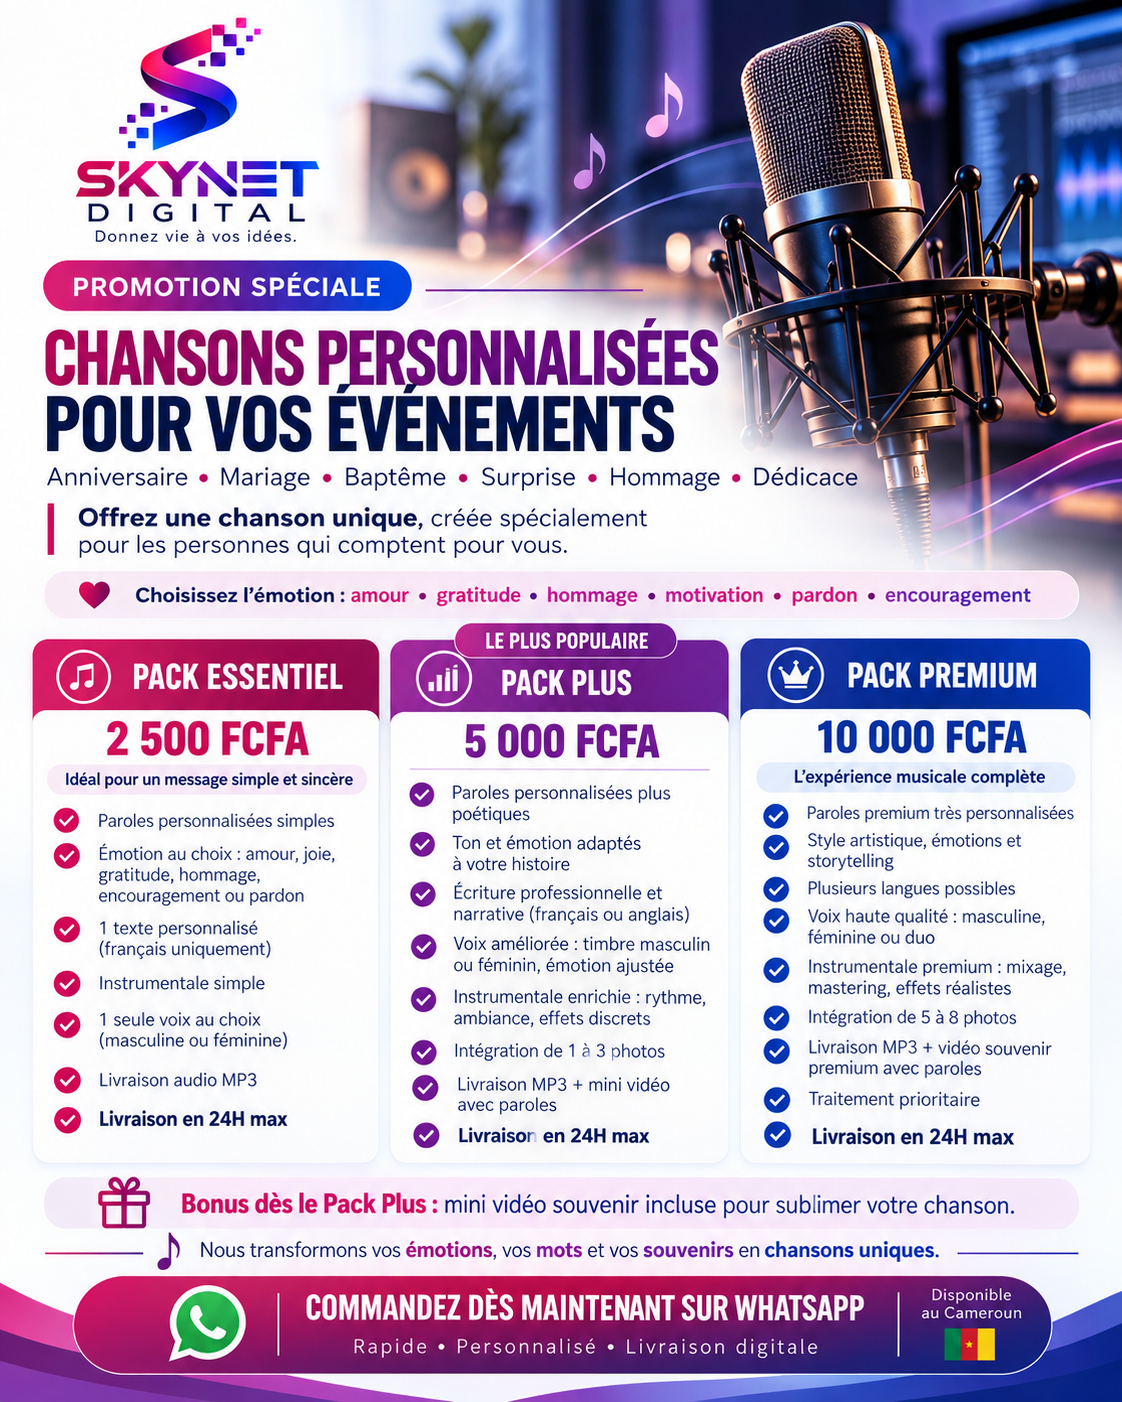 SKYNET
DIGITAL
Donnez vie à vos idées.
PROMOTION SPÉCIALE
CHANSONS PERSONNALISÉES
POUR VOS ÉVÉNEMENTS
Anniversaire • Mariage • Baptême • Surprise • Hommage • Dédicace
Offrez une chanson unique, créée spécialement
pour les personnes qui comptent pour vous.
Choisissez l'émotion : amour • gratitude • hommage • motivation • pardon • encouragement
PACK ESSENTIEL
2 500 FCFA
Idéal pour un message simple et sincère
Paroles personnalisées simples
Émotion au choix : amour, joie,
gratitude, hommage,
encouragement ou pardon
1 texte personnalisé
(français uniquement)
Instrumentale simple
1 seule voix au choix
(masculine ou féminine)
Livraison audio MP3
Livraison en 24H max
LE PLUS POPULAIRE
PACK PLUS
5 000 FCFA
Paroles personnalisées plus
poétiques
Ton et émotion adaptés
à votre histoire
Écriture professionnelle et
narrative (français ou anglais)
Voix améliorée : timbre masculin
ou féminin, émotion ajustée
Instrumentale enrichie : rythme,
ambiance, effets discrets
Intégration de 1 à 3 photos
Livraison MP3 + mini vidéo
avec paroles
Livraison en 24H max
PACK PREMIUM
10 000 FCFA
L'expérience musicale complète
Paroles premium très personnalisées
Style artistique, émotions et
storytelling
Plusieurs langues possibles
Voix haute qualité : masculine,
féminine ou duo
Instrumentale premium : mixage,
mastering, effets réalistes
Intégration de 5 à 8 photos
Livraison MP3 + vidéo souvenir
premium avec paroles
Traitement prioritaire
Livraison en 24H max
Bonus dès le Pack Plus : mini vidéo souvenir incluse pour sublimer votre chanson.
Nous transformons vos émotions, vos mots et vos souvenirs en chansons uniques.
COMMANDEZ DÈS MAINTENANT SUR WHATSAPP
Rapide • Personnalisé • Livraison digitale
Disponible
au Cameroun